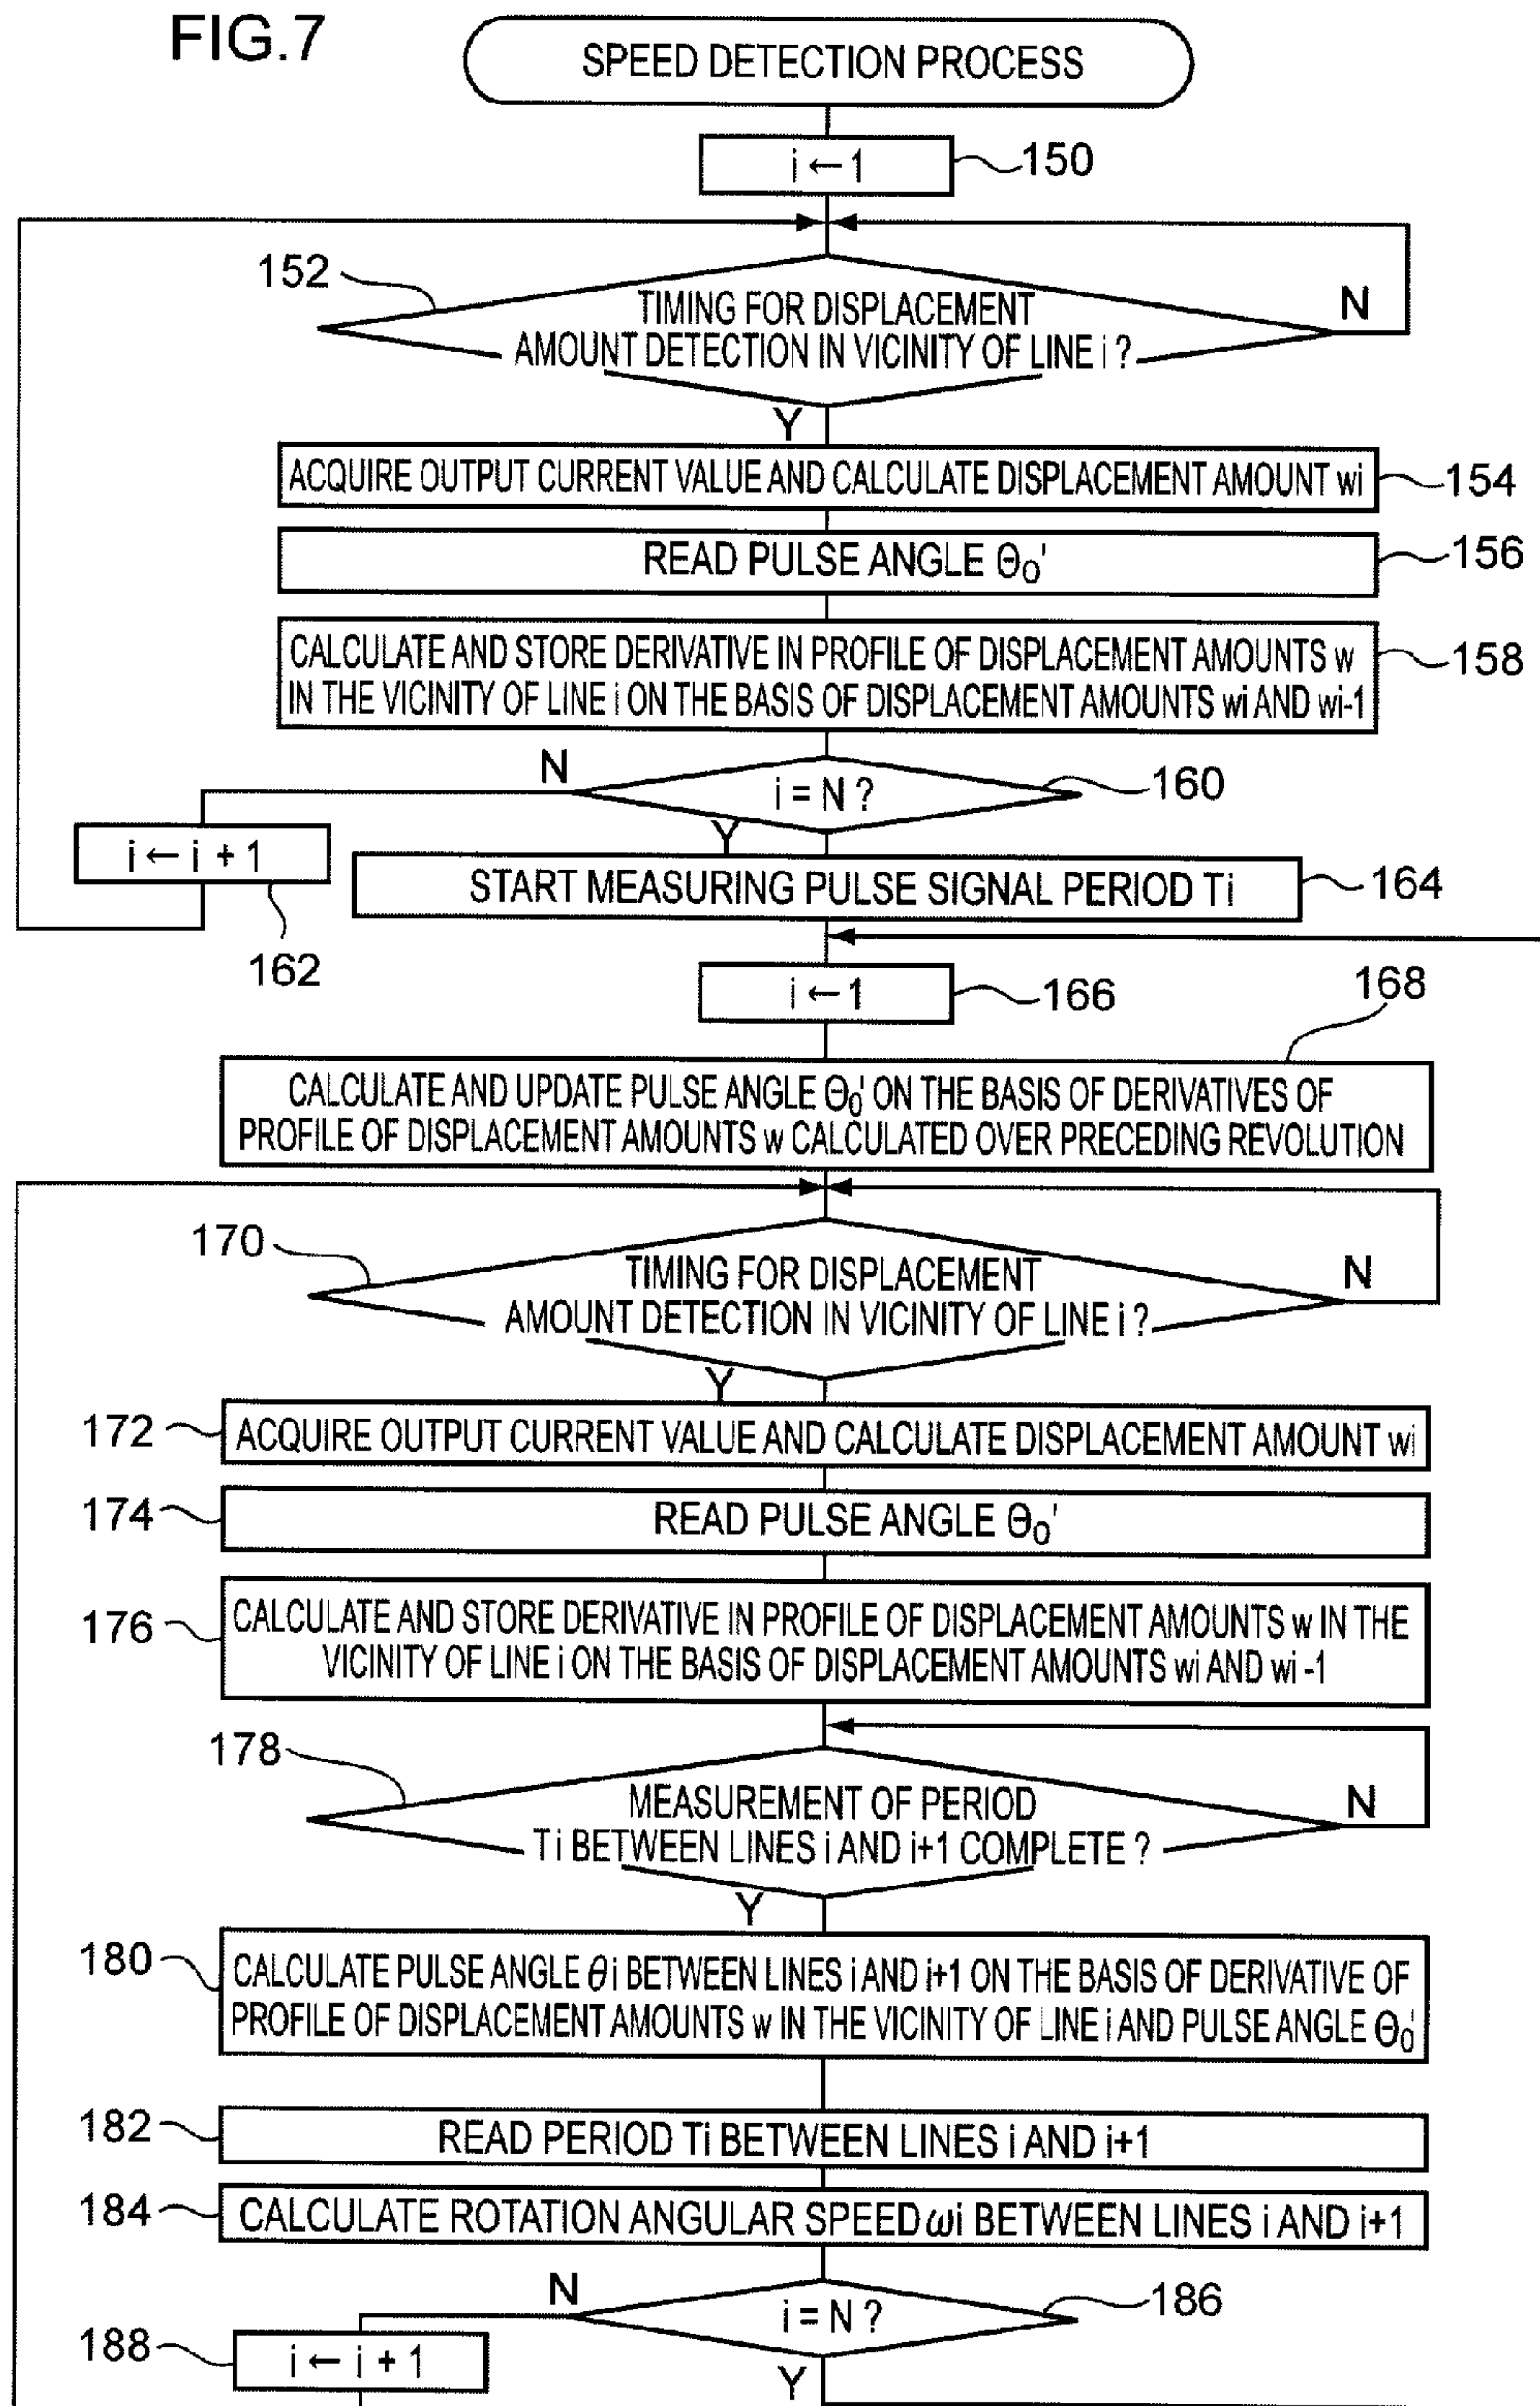 FIG.7
SPEED DETECTION PROCESS
i ← 1
150
152
TIMING FOR DISPLACEMENT
AMOUNT DETECTION IN VICINITY OF LINE i ?
N
Y
ACQUIRE OUTPUT CURRENT VALUE AND CALCULATE DISPLACEMENT AMOUNT wi
154
READ PULSE ANGLE Θ0'
156
CALCULATE AND STORE DERIVATIVE IN PROFILE OF DISPLACEMENT AMOUNTS w
IN THE VICINITY OF LINE i ON THE BASIS OF DISPLACEMENT AMOUNTS wi AND wi-1
158
N
i = N ?
160
Y
i ← i + 1
162
START MEASURING PULSE SIGNAL PERIOD Ti
164
i ← 1
166
168
CALCULATE AND UPDATE PULSE ANGLE Θ0' ON THE BASIS OF DERIVATIVES OF
PROFILE OF DISPLACEMENT AMOUNTS w CALCULATED OVER PRECEDING REVOLUTION
170
TIMING FOR DISPLACEMENT
AMOUNT DETECTION IN VICINITY OF LINE i ?
N
Y
172
ACQUIRE OUTPUT CURRENT VALUE AND CALCULATE DISPLACEMENT AMOUNT wi
174
READ PULSE ANGLE Θ0'
176
CALCULATE AND STORE DERIVATIVE IN PROFILE OF DISPLACEMENT AMOUNTS w IN THE
VICINITY OF LINE i ON THE BASIS OF DISPLACEMENT AMOUNTS wi AND wi -1
178
MEASUREMENT OF PERIOD
Ti BETWEEN LINES i AND i+1 COMPLETE ?
N
Y
180
CALCULATE PULSE ANGLE θi BETWEEN LINES i AND i+1 ON THE BASIS OF DERIVATIVE OF
PROFILE OF DISPLACEMENT AMOUNTS w IN THE VICINITY OF LINE i AND PULSE ANGLE Θ0'
182
READ PERIOD Ti BETWEEN LINES i AND i+1
184
CALCULATE ROTATION ANGULAR SPEED ωi BETWEEN LINES i AND i+1
N
i = N ?
186
188
i ← i + 1
Y